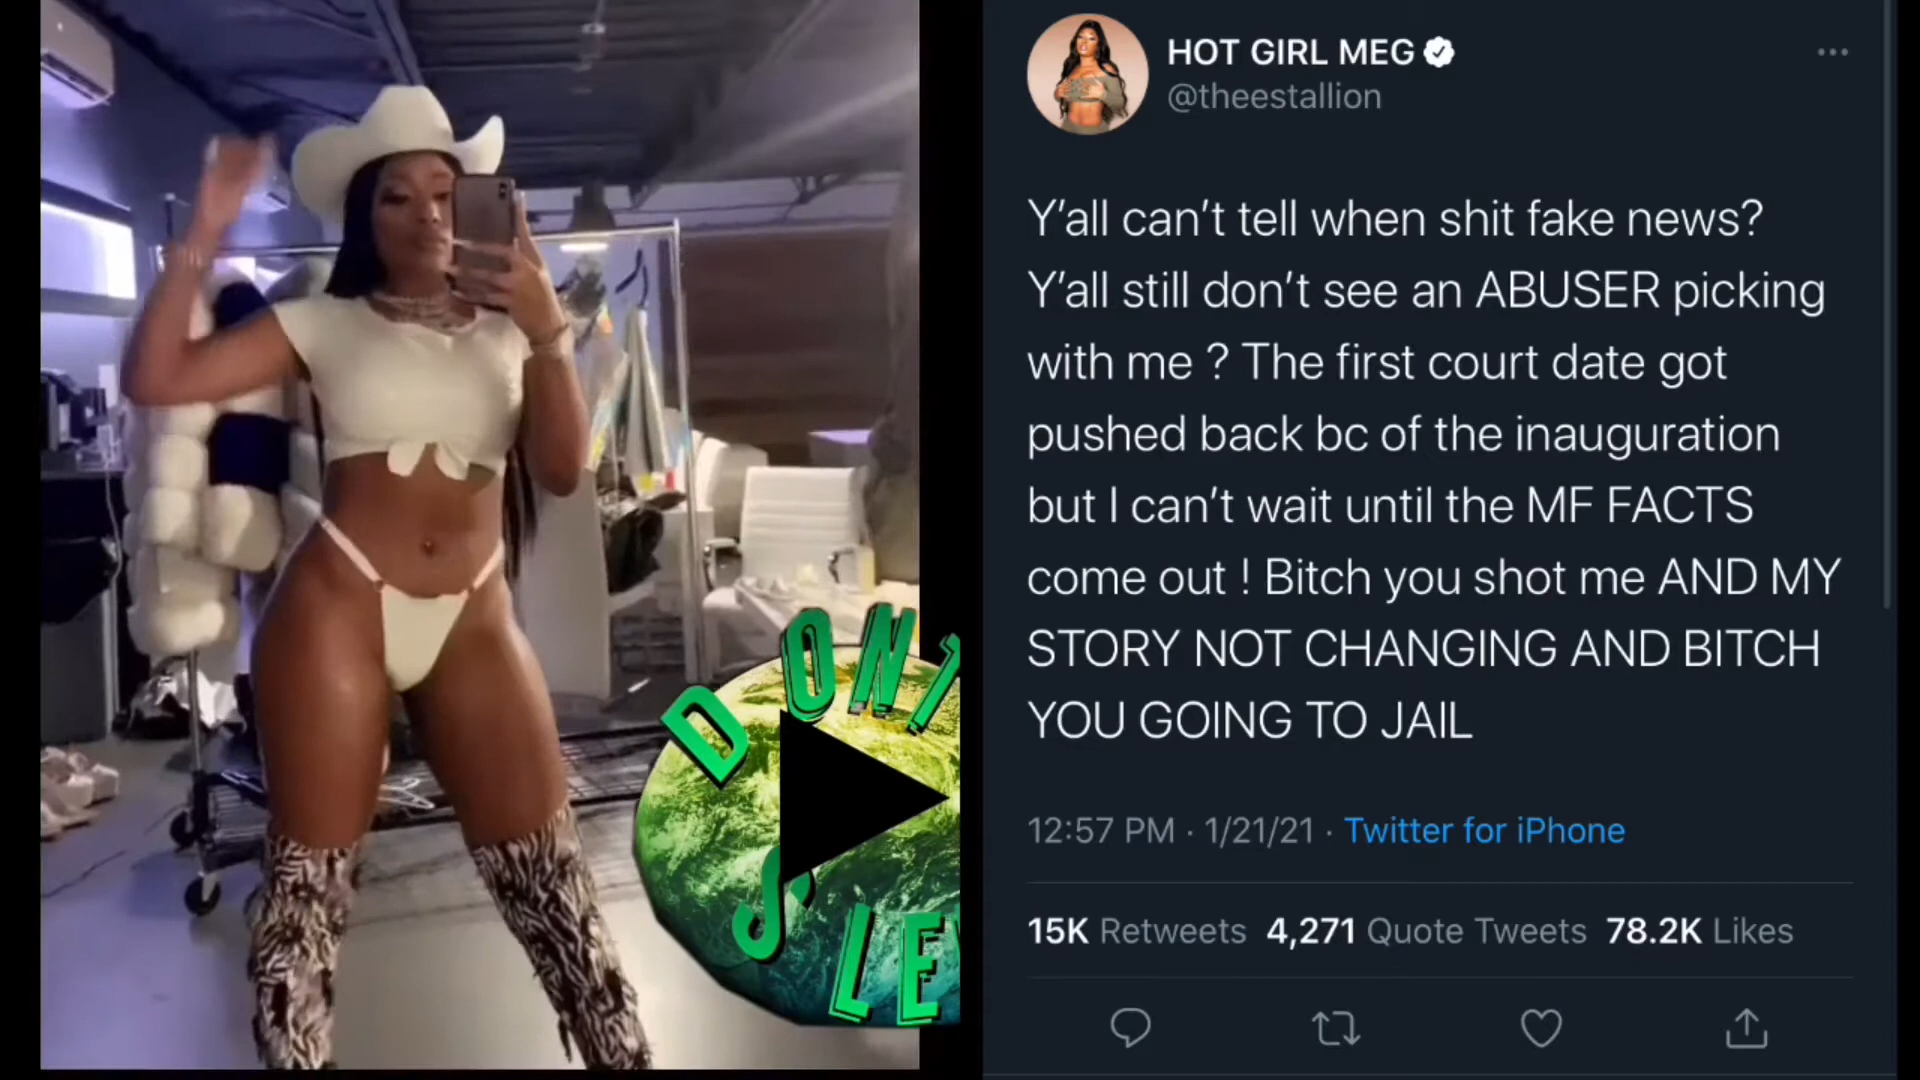 HOT GIRL MEG
@theestallion
Y'all can't tell when shit fake news?
Y'all still don't see an ABUSER picking
with me ? The first court date got
pushed back bc of the inauguration
but I can't wait until the MF FACTS
come out ! Bitch you shot me AND MY
STORY NOT CHANGING AND BITCH
YOU GOING TO JAIL
12:57 PM · 1/21/21 · Twitter for iPhone
15K Retweets 4,271 Quote Tweets 78.2K Likes
DONT
S LE